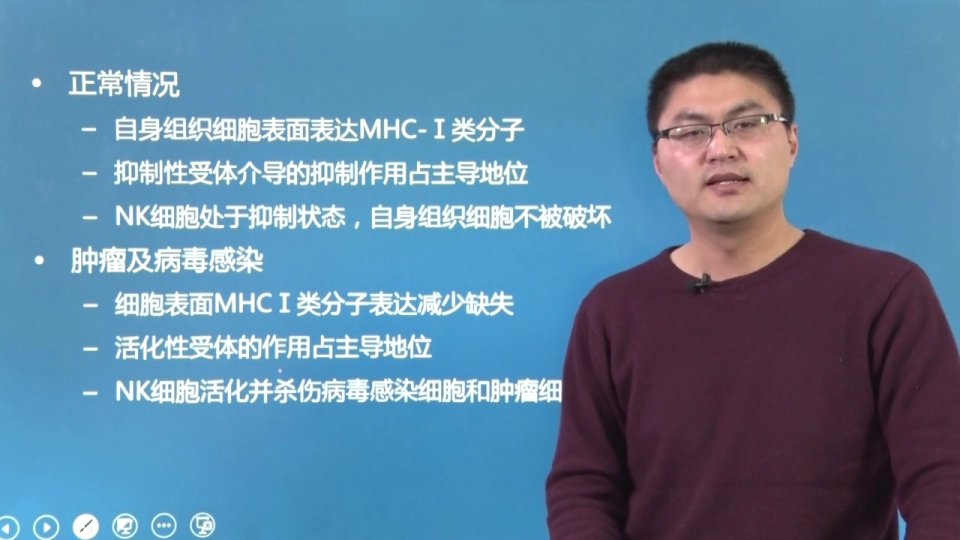 • 正常情况
– 自身组织细胞表面表达MHC-Ⅰ类分子
– 抑制性受体介导的抑制作用占主导地位
– NK细胞处于抑制状态，自身组织细胞不被破坏
• 肿瘤及病毒感染
– 细胞表面MHCⅠ类分子表达减少缺失
– 活化性受体的作用占主导地位
– NK细胞活化并杀伤病毒感染细胞和肿瘤细